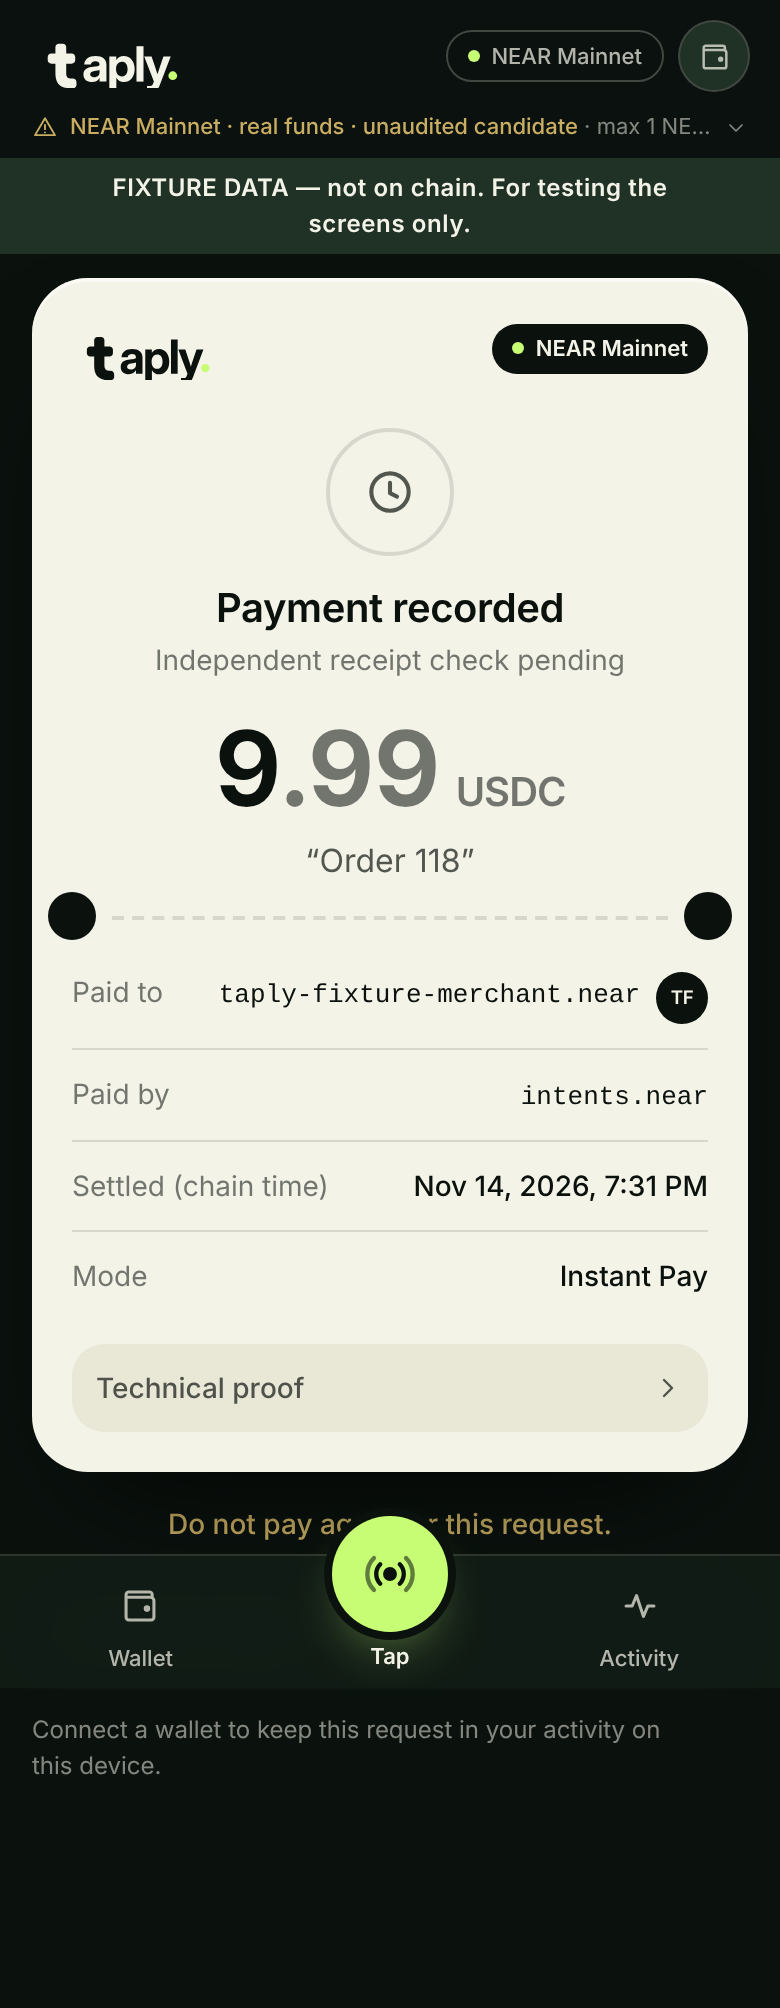 taply.
NEAR Mainnet
NEAR Mainnet · real funds · unaudited candidate · max 1 NE...
FIXTURE DATA — not on chain. For testing the
screens only.
taply.
NEAR Mainnet
Payment recorded
Independent receipt check pending
9.99 USDC
“Order 118”
Paid to taply-fixture-merchant.near TF
Paid by intents.near
Settled (chain time) Nov 14, 2026, 7:31 PM
Mode Instant Pay
Technical proof
Do not pay this request.
Wallet
Tap
Activity
Connect a wallet to keep this request in your activity on
this device.